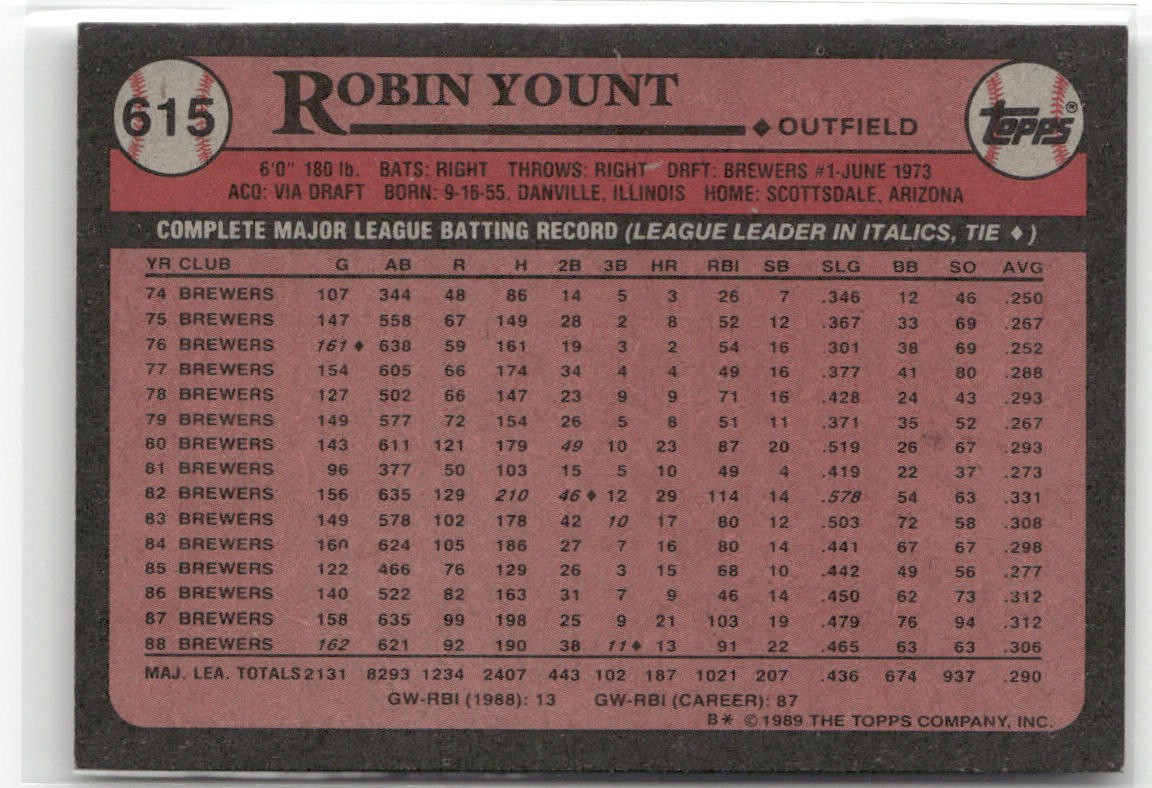 615
ROBIN YOUNT
◆ OUTFIELD
TOPPS®
6'0" 180 lb. BATS: RIGHT THROWS: RIGHT DRFT: BREWERS #1-JUNE 1973
ACQ: VIA DRAFT BORN: 9-16-55, DANVILLE, ILLINOIS HOME: SCOTTSDALE, ARIZONA
COMPLETE MAJOR LEAGUE BATTING RECORD (LEAGUE LEADER IN ITALICS, TIE ♦)
YR CLUB G AB R H 2B 3B HR RBI SB SLG BB SO AVG
74 BREWERS 107 344 48 86 14 5 3 26 7 .346 12 46 .250
75 BREWERS 147 558 67 149 28 2 8 52 12 .367 33 69 .267
76 BREWERS 161♦ 638 59 161 19 3 2 54 16 .301 38 69 .252
77 BREWERS 154 605 66 174 34 4 4 49 16 .377 41 80 .288
78 BREWERS 127 502 66 147 23 9 9 71 16 .428 24 43 .293
79 BREWERS 149 577 72 154 26 5 8 51 11 .371 35 52 .267
80 BREWERS 143 611 121 179 49 10 23 87 20 .519 26 67 .293
81 BREWERS 96 377 50 103 15 5 10 49 4 .419 22 37 .273
82 BREWERS 156 635 129 210 46♦ 12 29 114 14 .578 54 63 .331
83 BREWERS 149 578 102 178 42 10 17 80 12 .503 72 58 .308
84 BREWERS 160 624 105 186 27 7 16 80 14 .441 67 67 .298
85 BREWERS 122 466 76 129 26 3 15 68 10 .442 49 56 .277
86 BREWERS 140 522 82 163 31 7 9 46 14 .450 62 73 .312
87 BREWERS 158 635 99 198 25 9 21 103 19 .479 76 94 .312
88 BREWERS 162 621 92 190 38 11♦ 13 91 22 .465 63 63 .306
MAJ. LEA. TOTALS 2131 8293 1234 2407 443 102 187 1021 207 .436 674 937 .290
GW-RBI (1988): 13 GW-RBI (CAREER): 87
B* ©1989 THE TOPPS COMPANY, INC.